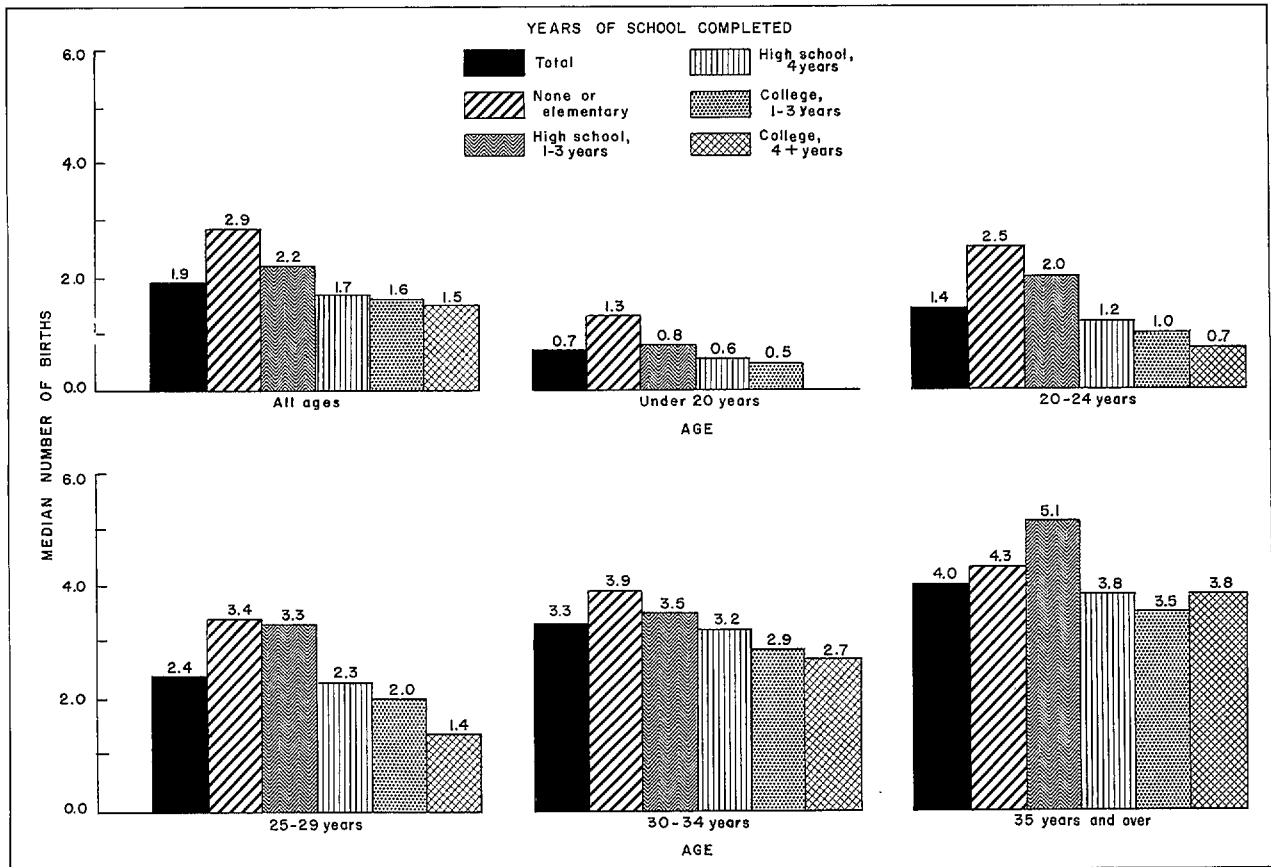 YEARS OF SCHOOL COMPLETED
Total
None or
elementary
High school,
1-3 years
High school,
4 years
College,
1-3 Years
College,
4+ years
MEDIAN NUMBER OF BIRTHS
6.0
4.0
2.0
0.0
1.9
2.9
2.2
1.7
1.6
1.5
All ages
0.7
1.3
0.8
0.6
0.5
Under 20 years
1.4
2.5
2.0
1.2
1.0
0.7
20-24 years
AGE
6.0
4.0
2.0
0.0
2.4
3.4
3.3
2.3
2.0
1.4
25-29 years
3.3
3.9
3.5
3.2
2.9
2.7
30-34 years
4.0
4.3
5.1
3.8
3.5
3.8
35 years and over
AGE